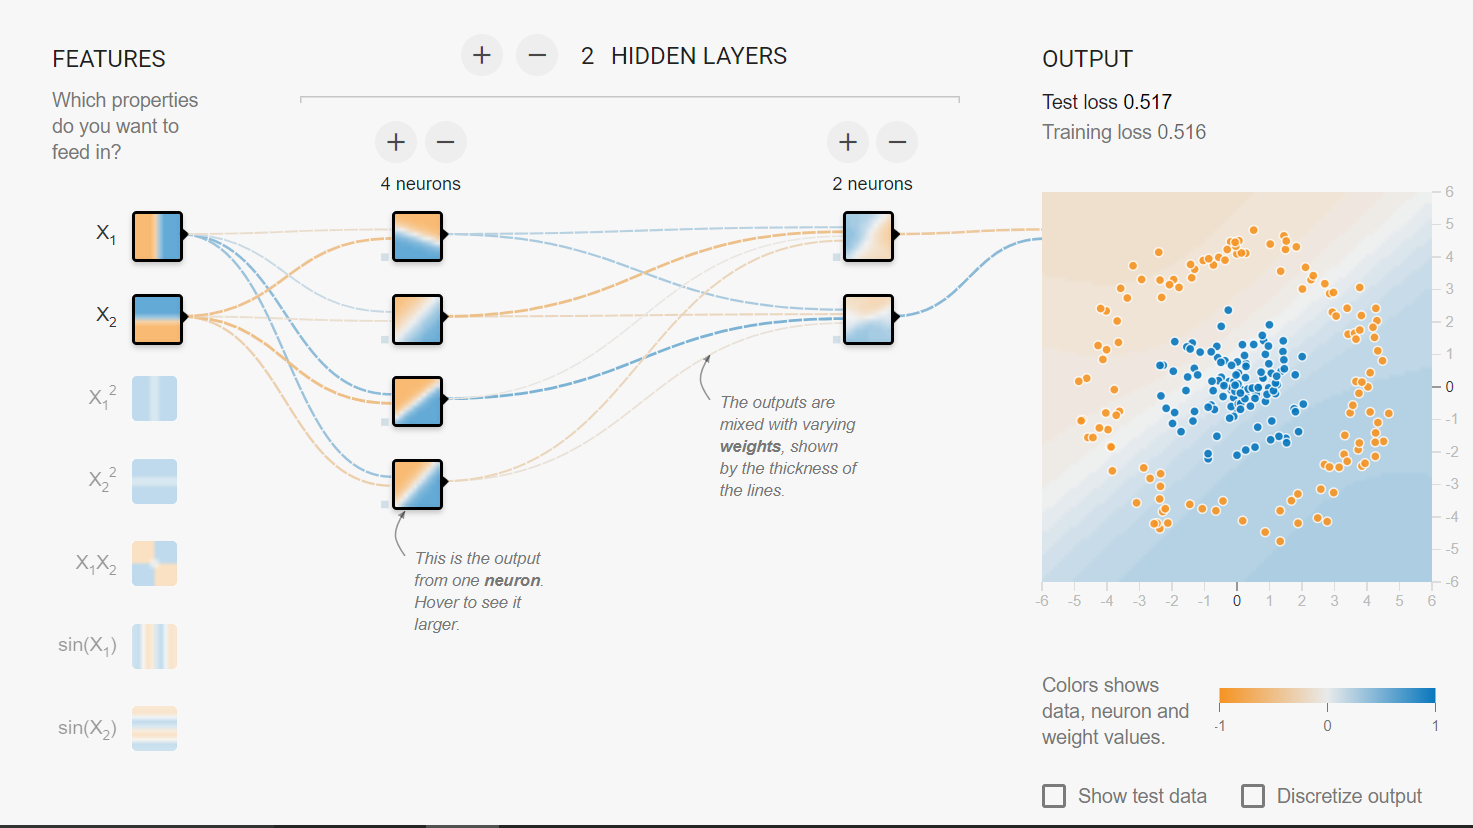 FEATURES
Which properties
do you want to
feed in?
X1
X2
X1²
X2²
X1X2
sin(X1)
sin(X2)
+ − 2 HIDDEN LAYERS
+ −
4 neurons
+ −
2 neurons
This is the output
from one neuron.
Hover to see it
larger.
The outputs are
mixed with varying
weights, shown
by the thickness of
the lines.
OUTPUT
Test loss 0.517
Training loss 0.516
6
5
4
3
2
1
0
-1
-2
-3
-4
-5
-6
-6 -5 -4 -3 -2 -1 0 1 2 3 4 5 6
Colors shows
data, neuron and
weight values.
-1 0 1
Show test data
Discretize output